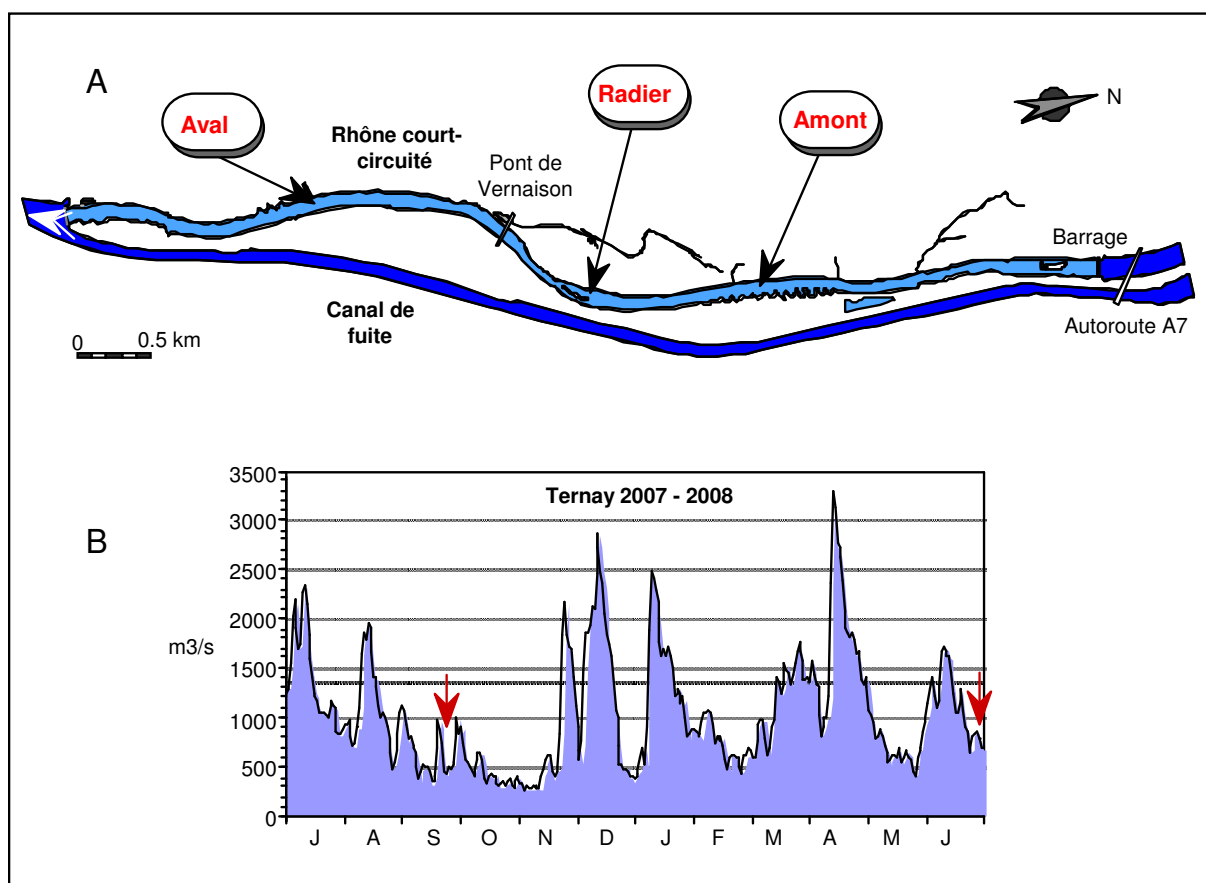 A
Aval
Rhône court-
circuité
Pont de
Vernaison
Radier
Amont
N
Barrage
Autoroute A7
Canal de
fuite
0 0.5 km
B
Ternay 2007 - 2008
m3/s
3500
3000
2500
2000
1500
1000
500
0
J A S O N D J F M A M J